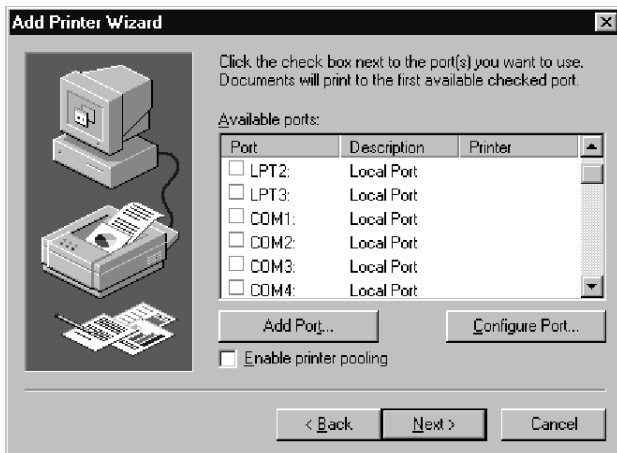 Add Printer Wizard
Click the check box next to the port(s) you want to use.
Documents will print to the first available checked port.
Available ports:
Port Description Printer
LPT2: Local Port
LPT3: Local Port
COM1: Local Port
COM2: Local Port
COM3: Local Port
COM4: Local Port
Add Port... Configure Port...
Enable printer pooling
< Back Next > Cancel